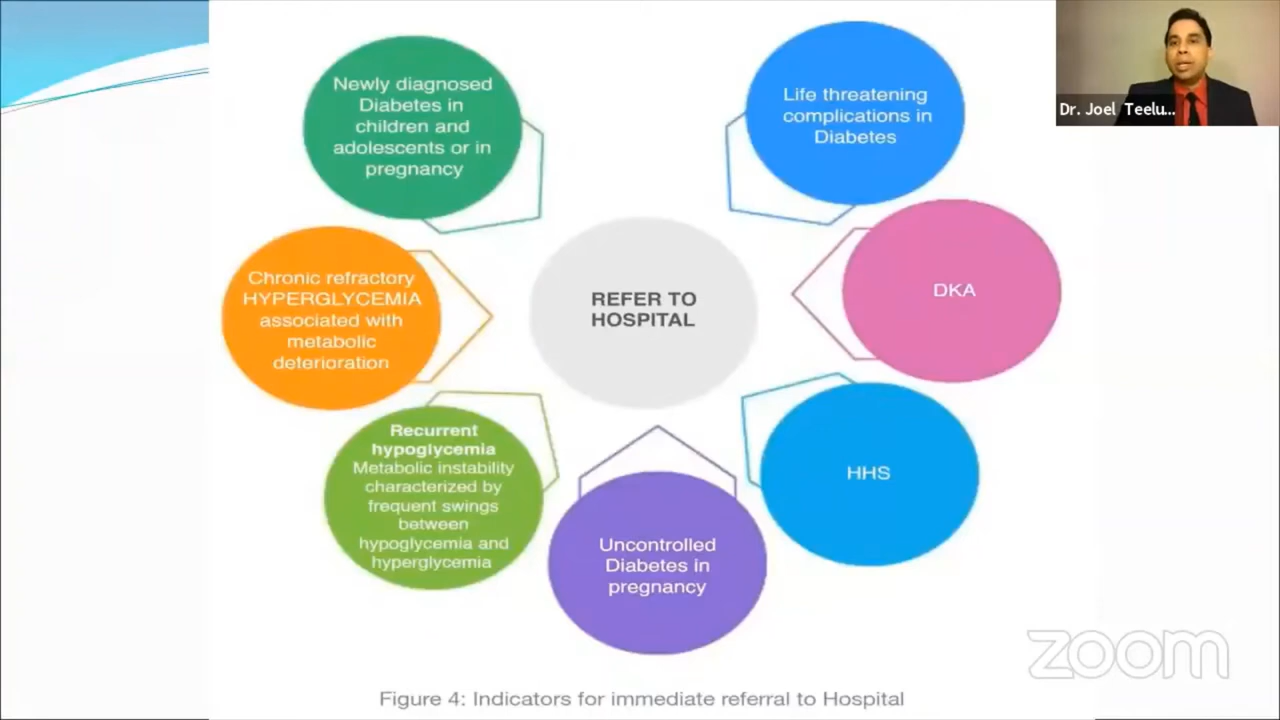 Newly diagnosed
Diabetes in
children and
adolescents or in
pregnancy
Life threatening
complications in
Diabetes
Dr. Joel Teelu...
Chronic refractory
HYPERGLYCEMIA
associated with
metabolic
deterioration
REFER TO
HOSPITAL
DKA
Recurrent
hypoglycemia
Metabolic instability
characterized by
frequent swings
between
hypoglycemia and
hyperglycemia
HHS
Uncontrolled
Diabetes in
pregnancy
zoom
Figure 4: Indicators for immediate referral to Hospital